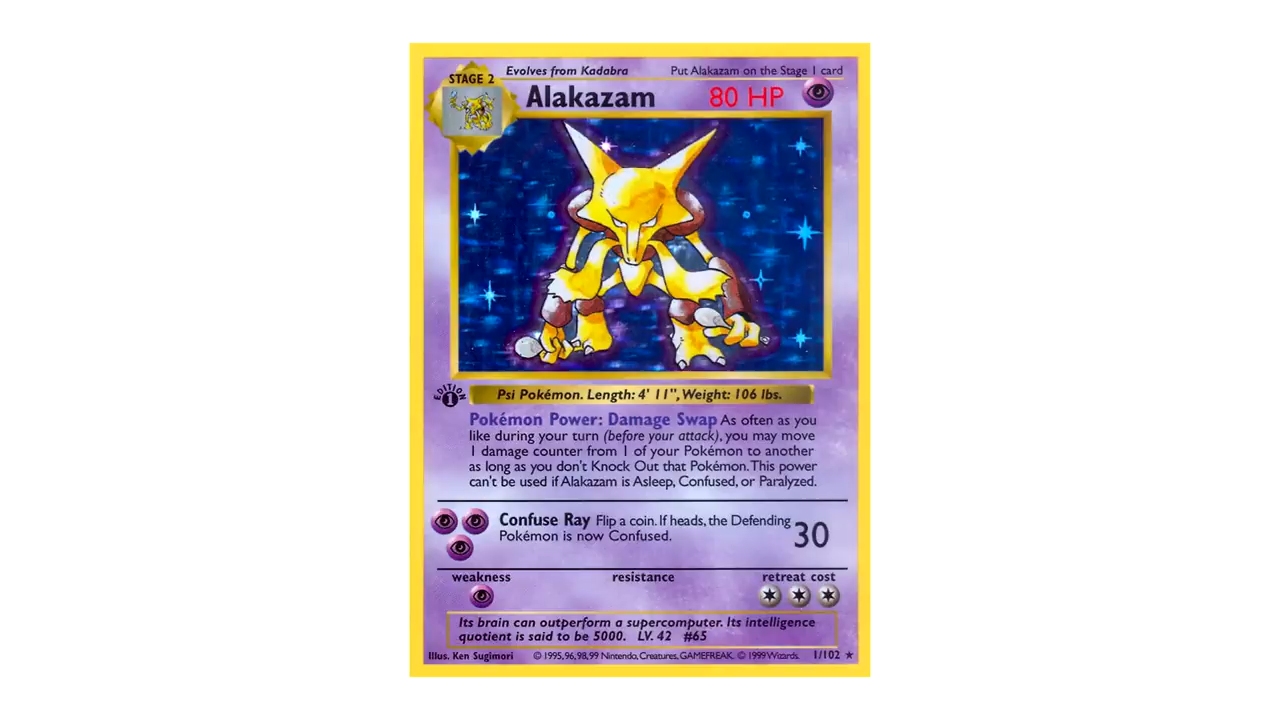 Evolves from Kadabra Put Alakazam on the Stage 1 card
STAGE 2
Alakazam 80 HP
EDITION
1
Psi Pokémon. Length: 4' 11", Weight: 106 lbs.
Pokémon Power: Damage Swap As often as you
like during your turn (before your attack), you may move
1 damage counter from 1 of your Pokémon to another
as long as you don't Knock Out that Pokémon. This power
can't be used if Alakazam is Asleep, Confused, or Paralyzed.
Confuse Ray Flip a coin. If heads, the Defending
Pokémon is now Confused.
30
weakness resistance retreat cost
Its brain can outperform a supercomputer. Its intelligence
quotient is said to be 5000. LV. 42 #65
Illus. Ken Sugimori © 1995, 96, 98, 99 Nintendo, Creatures, GAMEFREAK. © 1999 Wizards. 1/102 ★